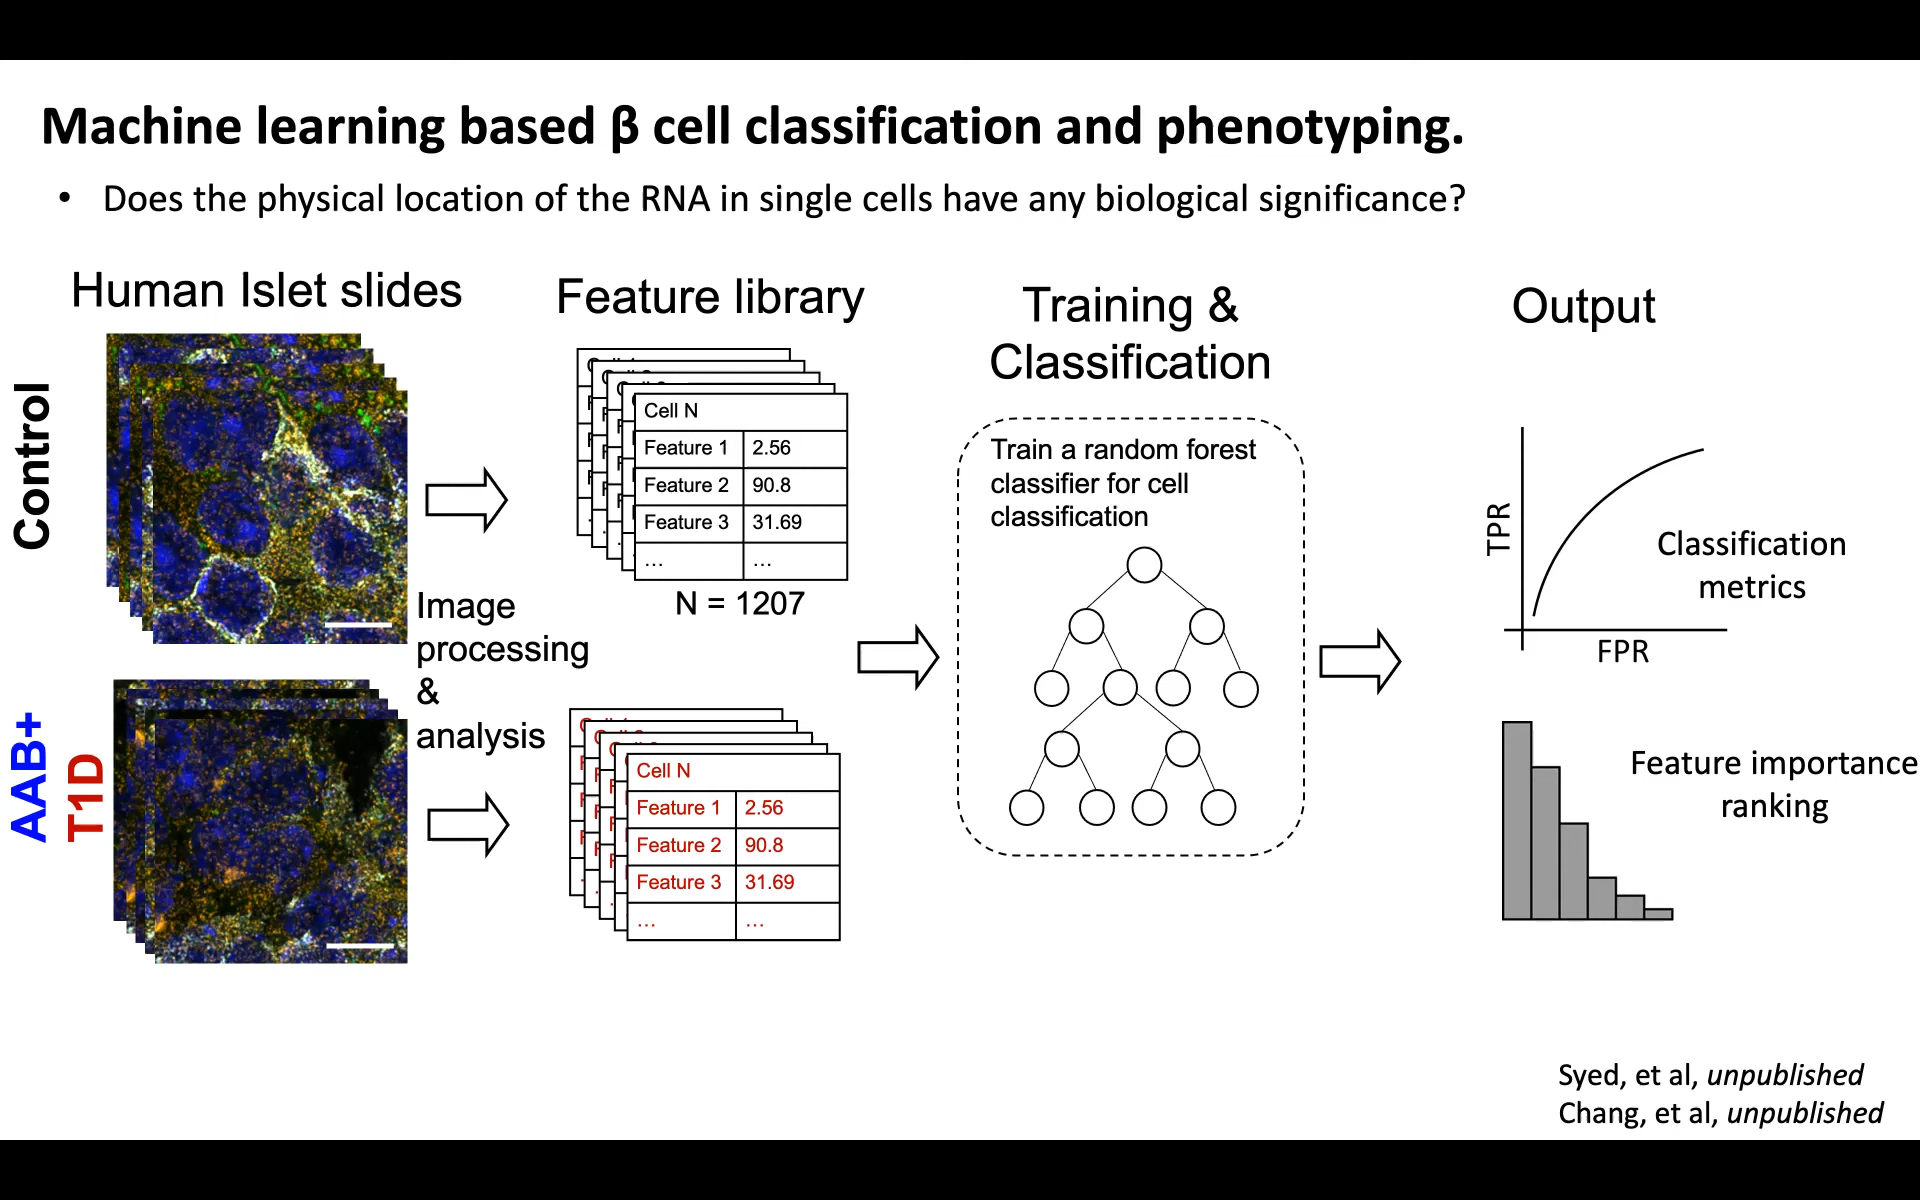 Machine learning based β cell classification and phenotyping.
• Does the physical location of the RNA in single cells have any biological significance?
Human Islet slides
Feature library
Training &
Classification
Output
Control
AAB+
T1D
Image
processing
&
analysis
Cell N
Feature 1 2.56
Feature 2 90.8
Feature 3 31.69
... ...
N = 1207
Cell N
Feature 1 2.56
Feature 2 90.8
Feature 3 31.69
... ...
Train a random forest
classifier for cell
classification
TPR
FPR
Classification
metrics
Feature importance
ranking
Syed, et al, unpublished
Chang, et al, unpublished